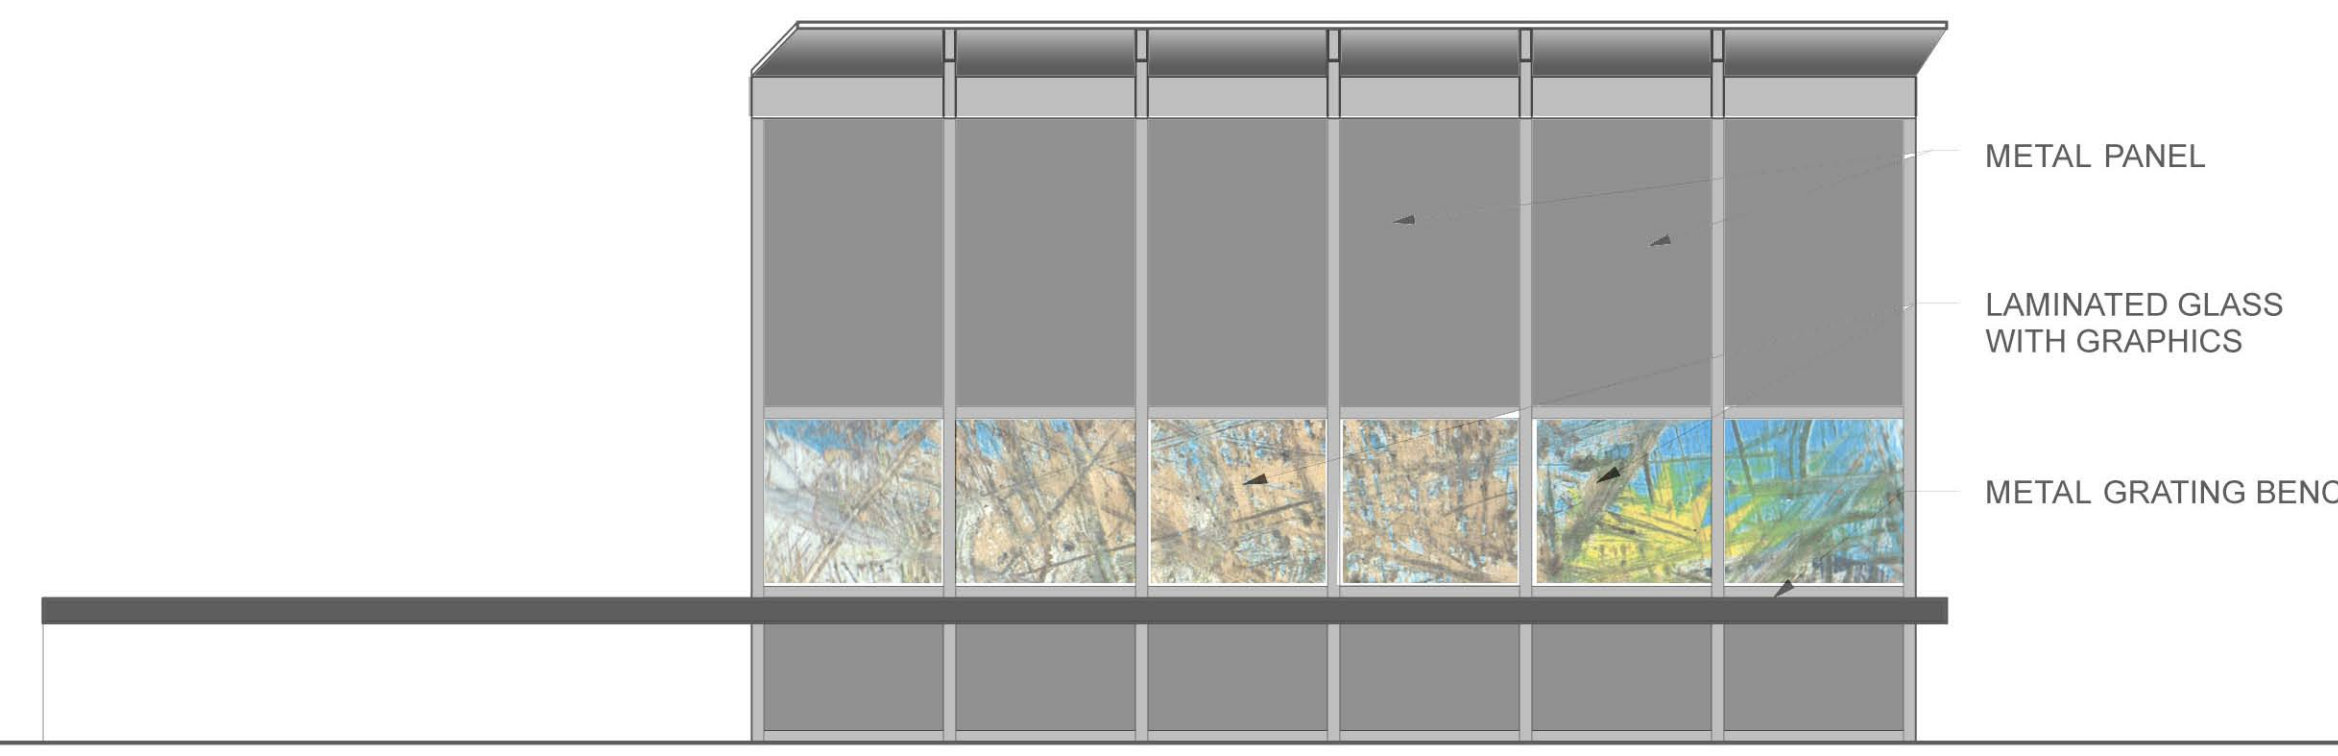 METAL PANEL
LAMINATED GLASS
WITH GRAPHICS
METAL GRATING BENC